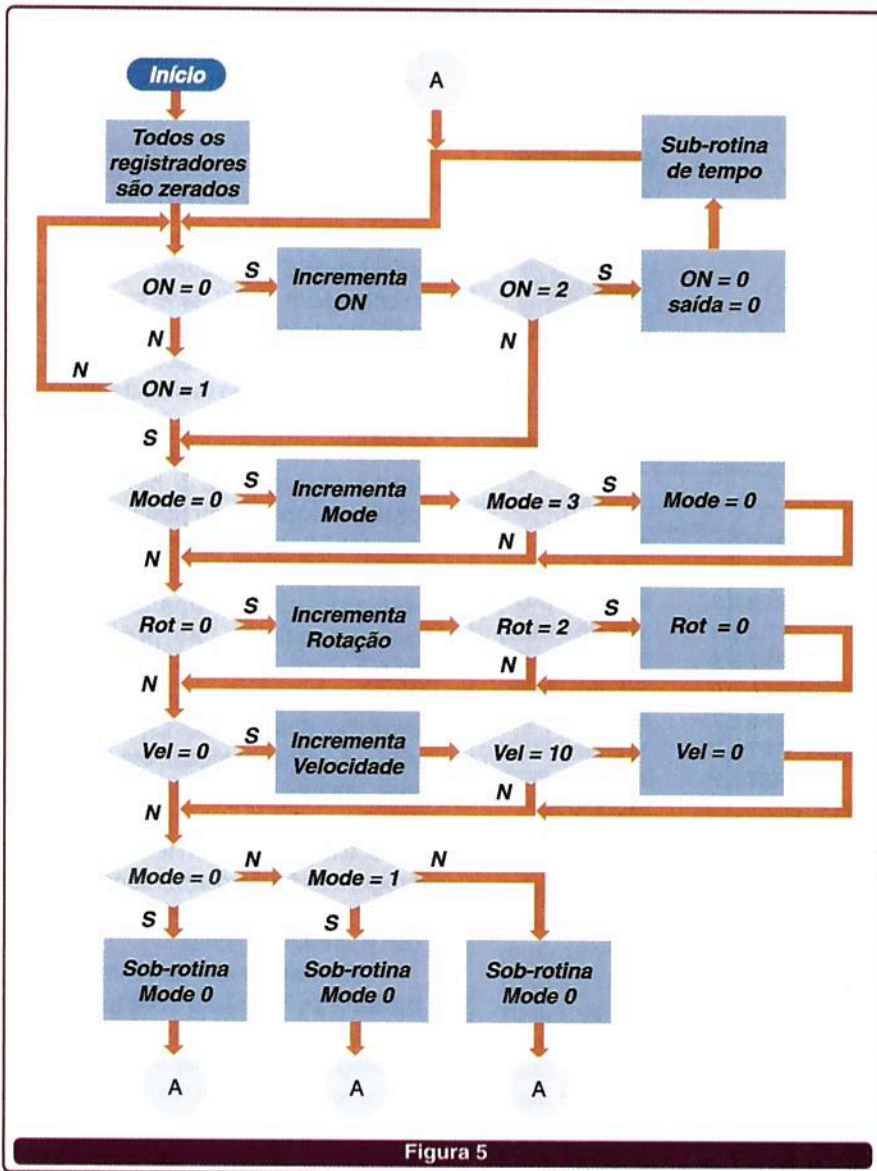 Início
A
Todos os
registradores
são zerados
Sub-rotina
de tempo
ON = 0
S
Incrementa
ON
ON = 2
S
ON = 0
saída = 0
N
N
N
ON = 1
S
Mode = 0
S
Incrementa
Mode
Mode = 3
S
Mode = 0
N
N
Rot = 0
S
Incrementa
Rotação
Rot = 2
S
Rot = 0
N
N
Vel = 0
S
Incrementa
Velocidade
Vel = 10
Vel = 0
N
N
Mode = 0
N
Mode = 1
N
S
S
Sob-rotina
Mode 0
Sob-rotina
Mode 0
Sob-rotina
Mode 0
A
A
A
Figura 5